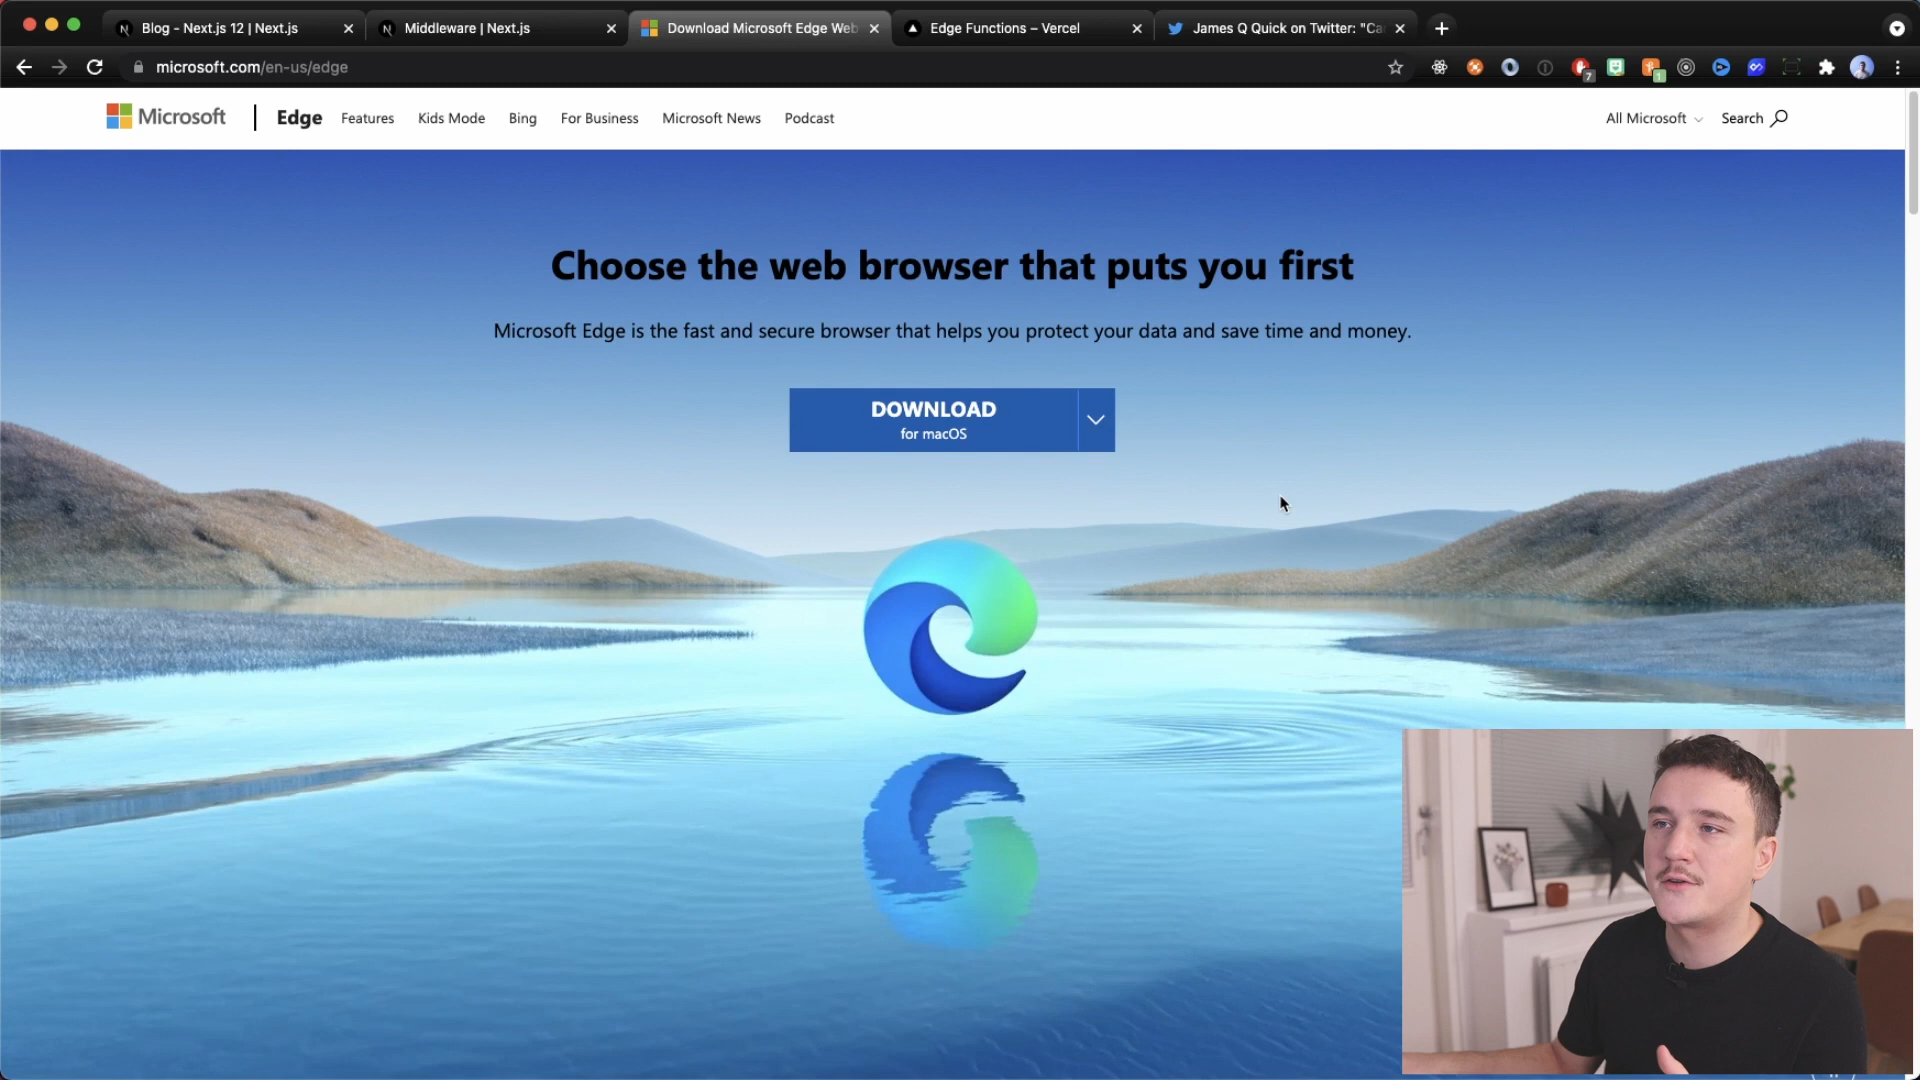 Blog - Next.js 12 | Next.js
Middleware | Next.js
Download Microsoft Edge Web
Edge Functions – Vercel
James Q Quick on Twitter: "Ca
microsoft.com/en-us/edge
7
1
Microsoft
Edge
Features
Kids Mode
Bing
For Business
Microsoft News
Podcast
All Microsoft
Search
Choose the web browser that puts you first
Microsoft Edge is the fast and secure browser that helps you protect your data and save time and money.
DOWNLOAD
for macOS